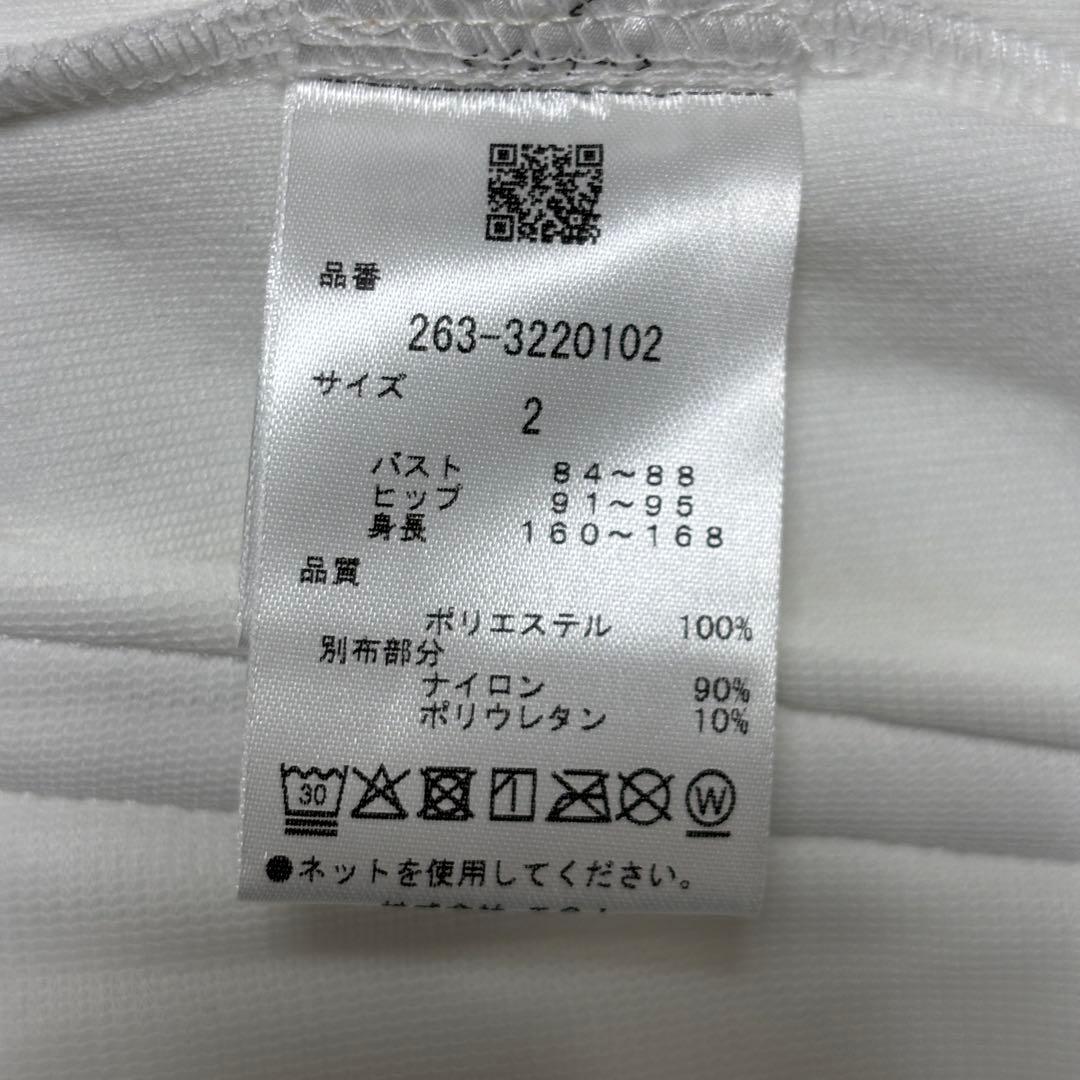 品番
263-3220102
サイズ
2
バスト 84～88
ヒップ 91～95
身長 160～168
品質
ポリエステル 100%
別布部分
ナイロン 90%
ポリウレタン 10%
30
W
●ネットを使用してください。